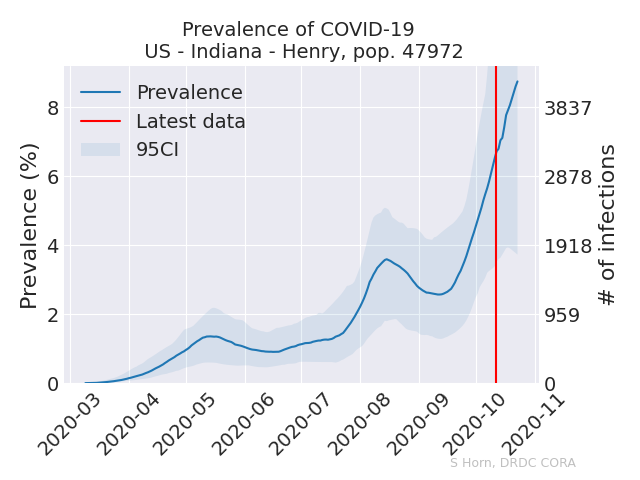 Prevalence of COVID-19
US - Indiana - Henry, pop. 47972
Prevalence
Latest data
95CI
Prevalence (%)
8
6
4
2
0
3837
2878
1918
959
0
# of infections
2020-03
2020-04
2020-05
2020-06
2020-07
2020-08
2020-09
2020-10
2020-11
S Horn, DRDC CORA